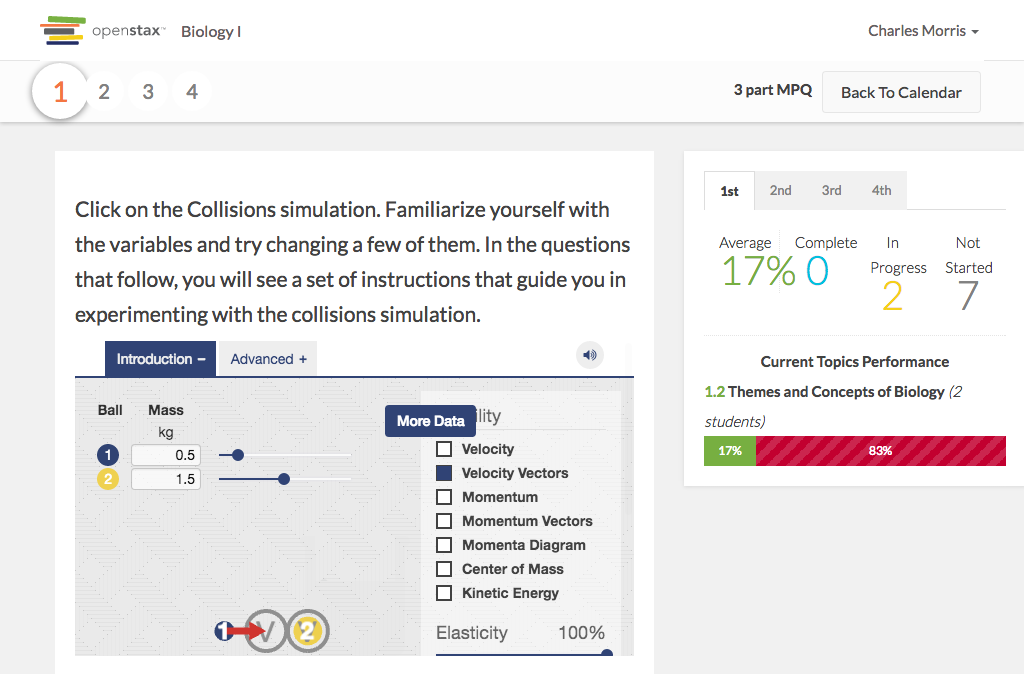 openstax™ Biology I
Charles Morris
1 2 3 4
3 part MPQ
Back To Calendar
Click on the Collisions simulation. Familiarize yourself with
the variables and try changing a few of them. In the questions
that follow, you will see a set of instructions that guide you in
experimenting with the collisions simulation.
Introduction –
Advanced +
Ball Mass
kg
1 0.5
2 1.5
More Data
Velocity
Velocity Vectors
Momentum
Momentum Vectors
Momenta Diagram
Center of Mass
Kinetic Energy
Elasticity 100%
1 V 2
1st 2nd 3rd 4th
Average Complete In Not
Progress Started
17% 0 2 7
Current Topics Performance
1.2 Themes and Concepts of Biology (2
students)
17% 83%